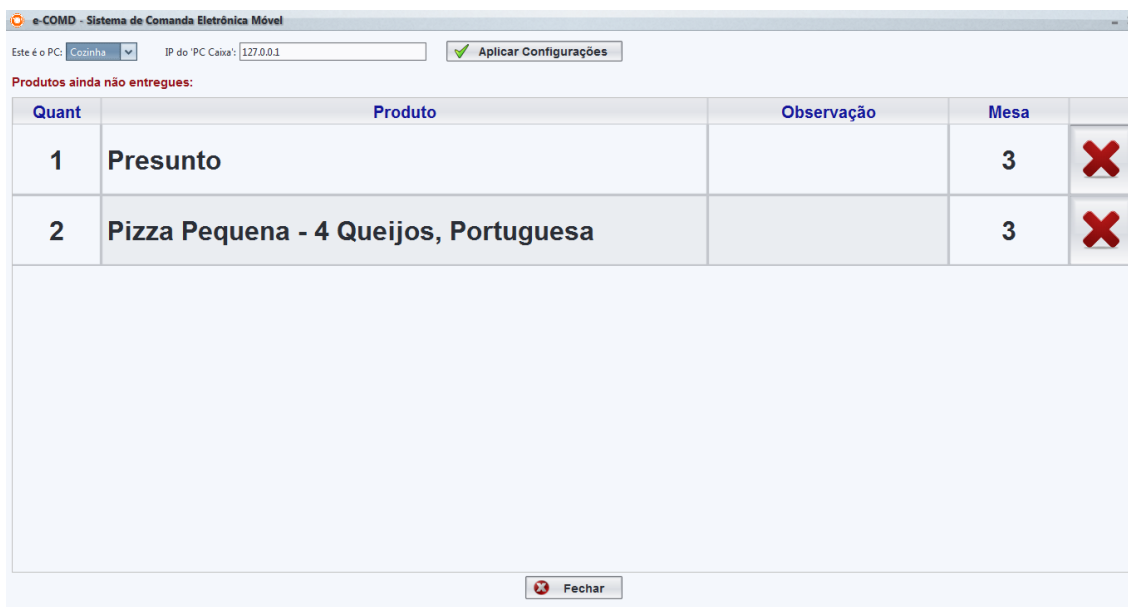 e-COMD - Sistema de Comanda Eletrônica Móvel
Este é o PC: Cozinha IP do 'PC Caixa': 127.0.0.1 Aplicar Configurações
Produtos ainda não entregues:
Quant Produto Observação Mesa
1 Presunto 3
2 Pizza Pequena - 4 Queijos, Portuguesa 3
Fechar